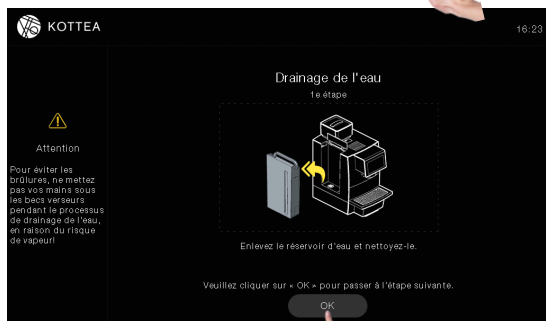 KOTTEA
16:23
Drainage de l'eau
1e étape
Attention
Pour éviter les
brûlures, ne mettez
pas vos mains sous
les becs verseurs
pendant le processus
de drainage de l'eau,
en raison du risque
de vapeur!
Enlevez le réservoir d'eau et nettoyez-le.
Veuillez cliquer sur « OK » pour passer à l'étape suivante.
OK